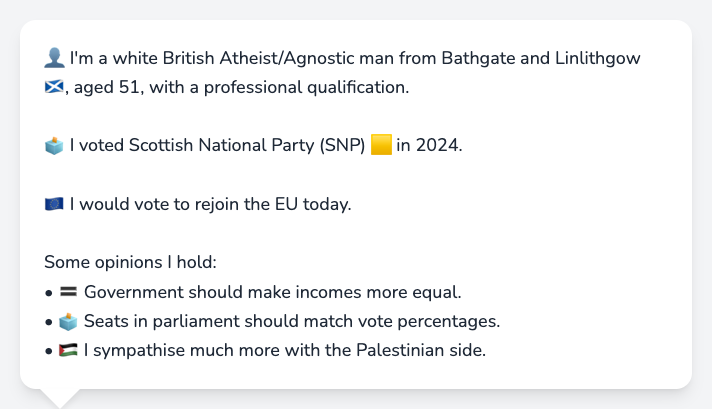 👤 I'm a white British Atheist/Agnostic man from Bathgate and Linlithgow
🏴󠁧󠁢󠁳󠁣󠁴󠁿, aged 51, with a professional qualification.
🗳️ I voted Scottish National Party (SNP) 🟨 in 2024.
🇪🇺 I would vote to rejoin the EU today.
Some opinions I hold:
• 🟰 Government should make incomes more equal.
• 🗳️ Seats in parliament should match vote percentages.
• 🇵🇸 I sympathise much more with the Palestinian side.